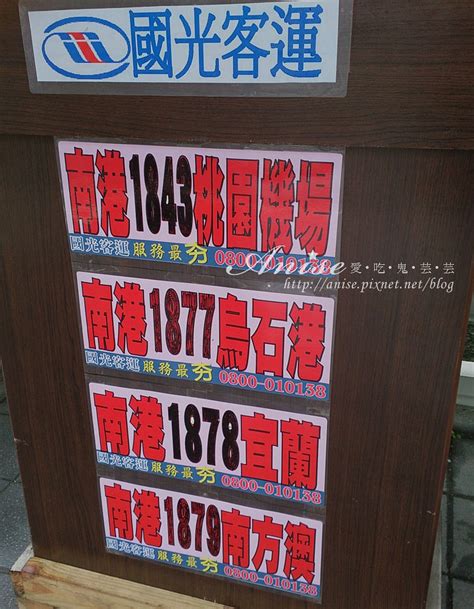 國光客運
南港1843桃園機場
國光客運 服務最夯 0800-010138
Anise 愛・吃・鬼・芸・芸
http://anise.pixnet.net/blog
南港1877烏石港
國光客運 服務最夯 0800-010138
南港1878宜蘭
國光客運 服務最夯 0800-010138
南港1879南方澳
國光客運 服務最夯 0800-010138